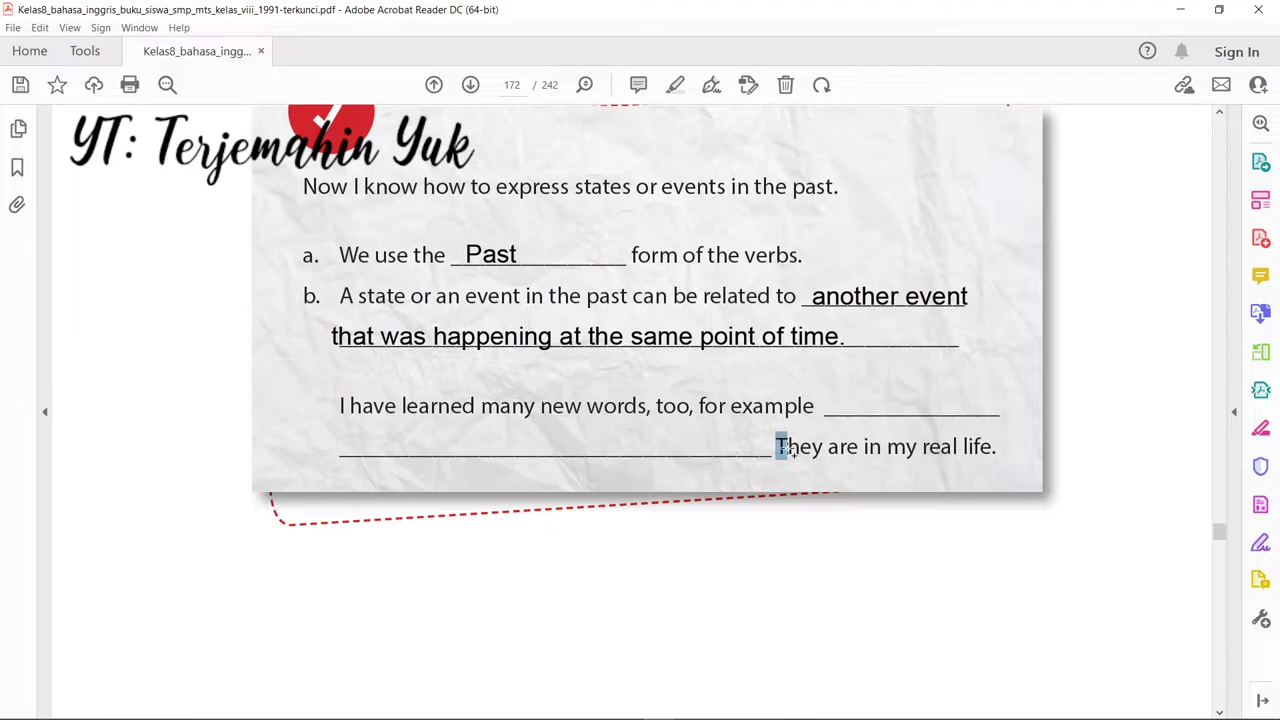 Kelas8_bahasa_inggris_buku_siswa_smp_mts_kelas_viii_1991-terkunci.pdf - Adobe Acrobat Reader DC (64-bit)
File Edit View Sign Window Help
Home Tools Kelas8_bahasa_ingg... × Sign In
172 / 242
YT: Terjemahin Yuk
Now I know how to express states or events in the past.
a. We use the Past form of the verbs.
b. A state or an event in the past can be related to another event
that was happening at the same point of time.
I have learned many new words, too, for example _______________
_____________________________________ They are in my real life.